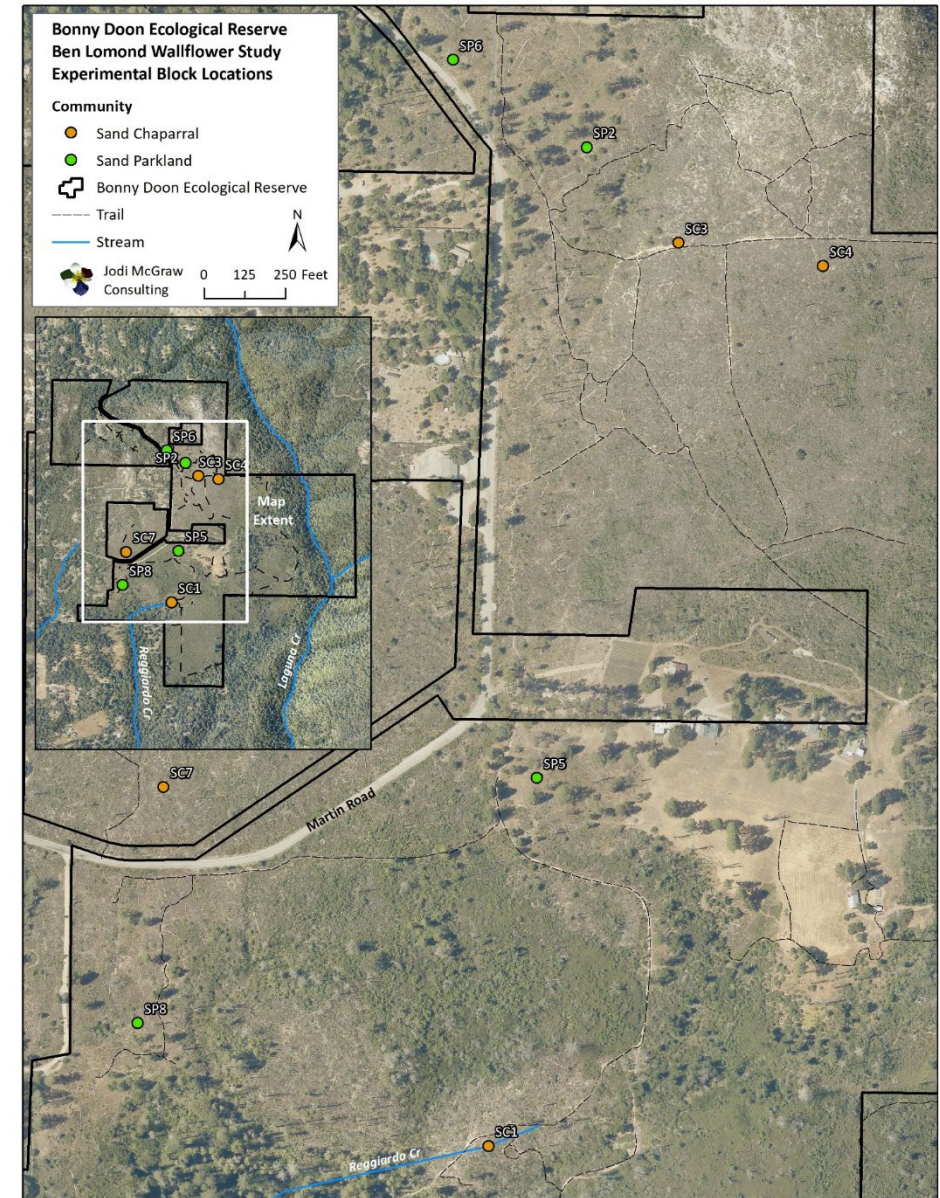 Bonny Doon Ecological Reserve
Ben Lomond Wallflower Study
Experimental Block Locations
Community
Sand Chaparral
Sand Parkland
Bonny Doon Ecological Reserve
Trail
Stream
N
Jodi McGraw
Consulting
0 125 250 Feet
SP6
SP2
SC3
SC4
SP6
SP2
SC3
SC4
Map
Extent
SC7
SP5
SP8
SC1
Reggiardo Cr
Laguna Cr
SC7
SP5
Martin Road
SP8
SC1
Reggiardo Cr